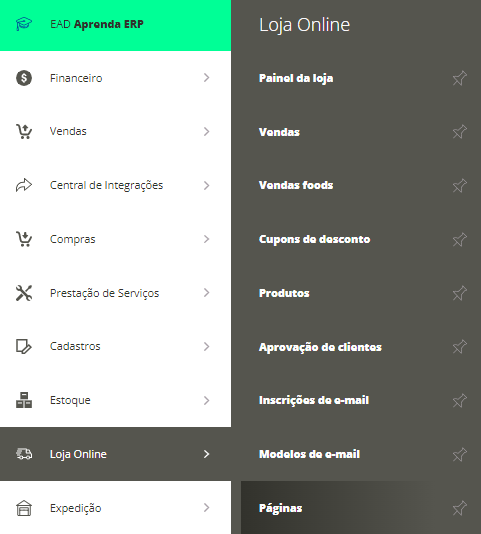 EAD Aprenda ERP
Financeiro
Vendas
Central de Integrações
Compras
Prestação de Serviços
Cadastros
Estoque
Loja Online
Expedição
Loja Online
Painel da loja
Vendas
Vendas foods
Cupons de desconto
Produtos
Aprovação de clientes
Inscrições de e-mail
Modelos de e-mail
Páginas